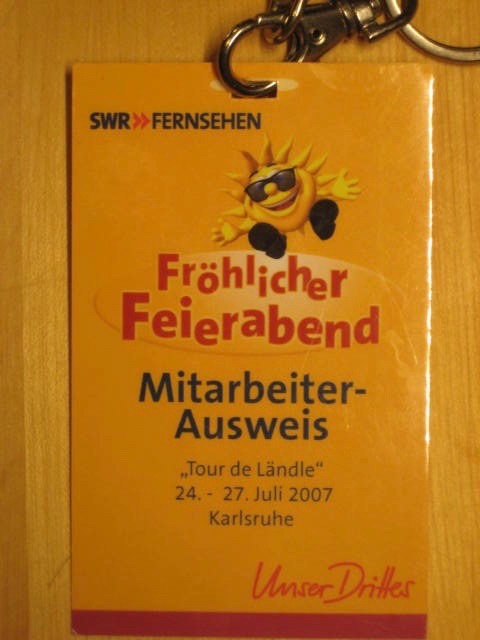 SWR»FERNSEHEN
Fröhlicher
Feierabend
Mitarbeiter-
Ausweis
„Tour de Ländle“
24. - 27. Juli 2007
Karlsruhe
Unser Drittes